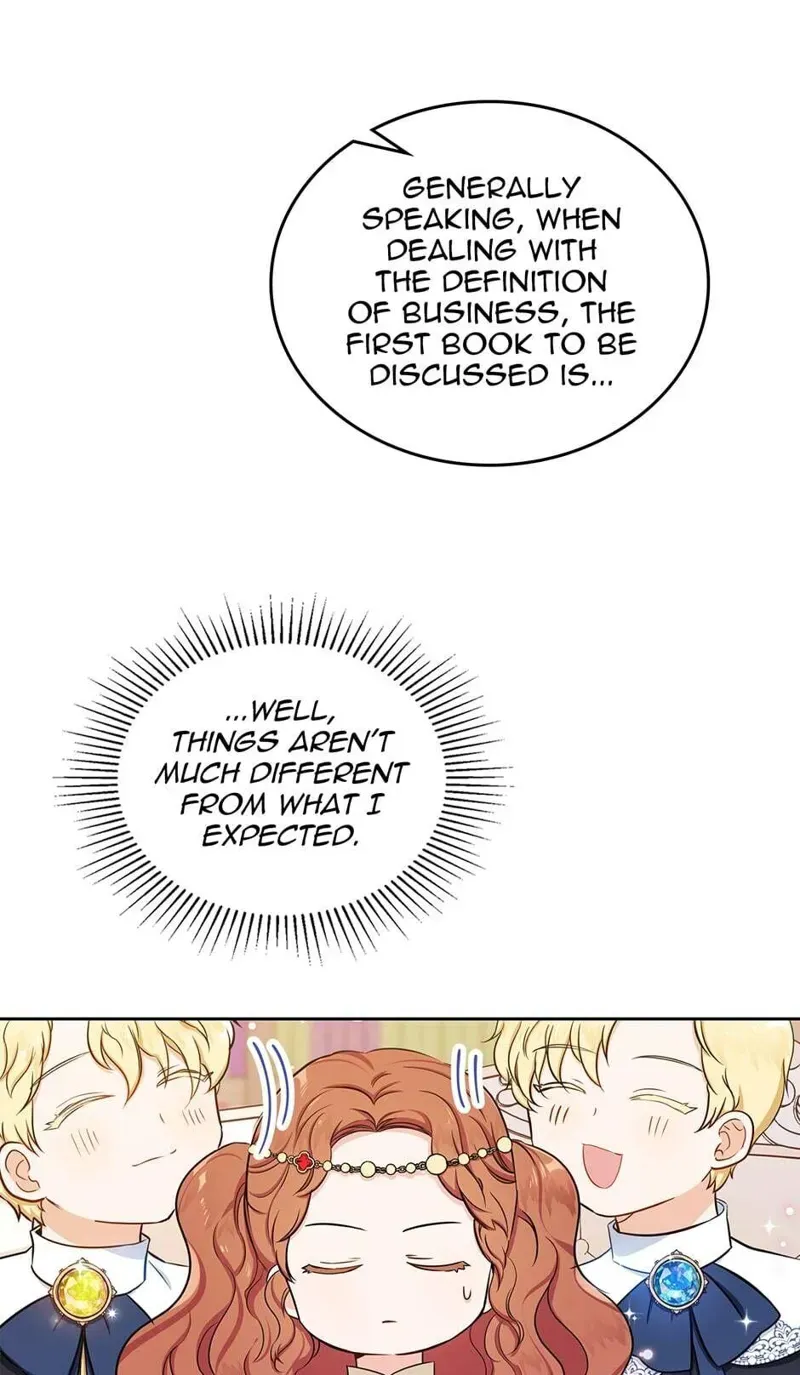 GENERALLY
SPEAKING, WHEN
DEALING WITH
THE DEFINITION
OF BUSINESS, THE
FIRST BOOK TO BE
DISCUSSED IS...
...WELL,
THINGS AREN'T
MUCH DIFFERENT
FROM WHAT I
EXPECTED.